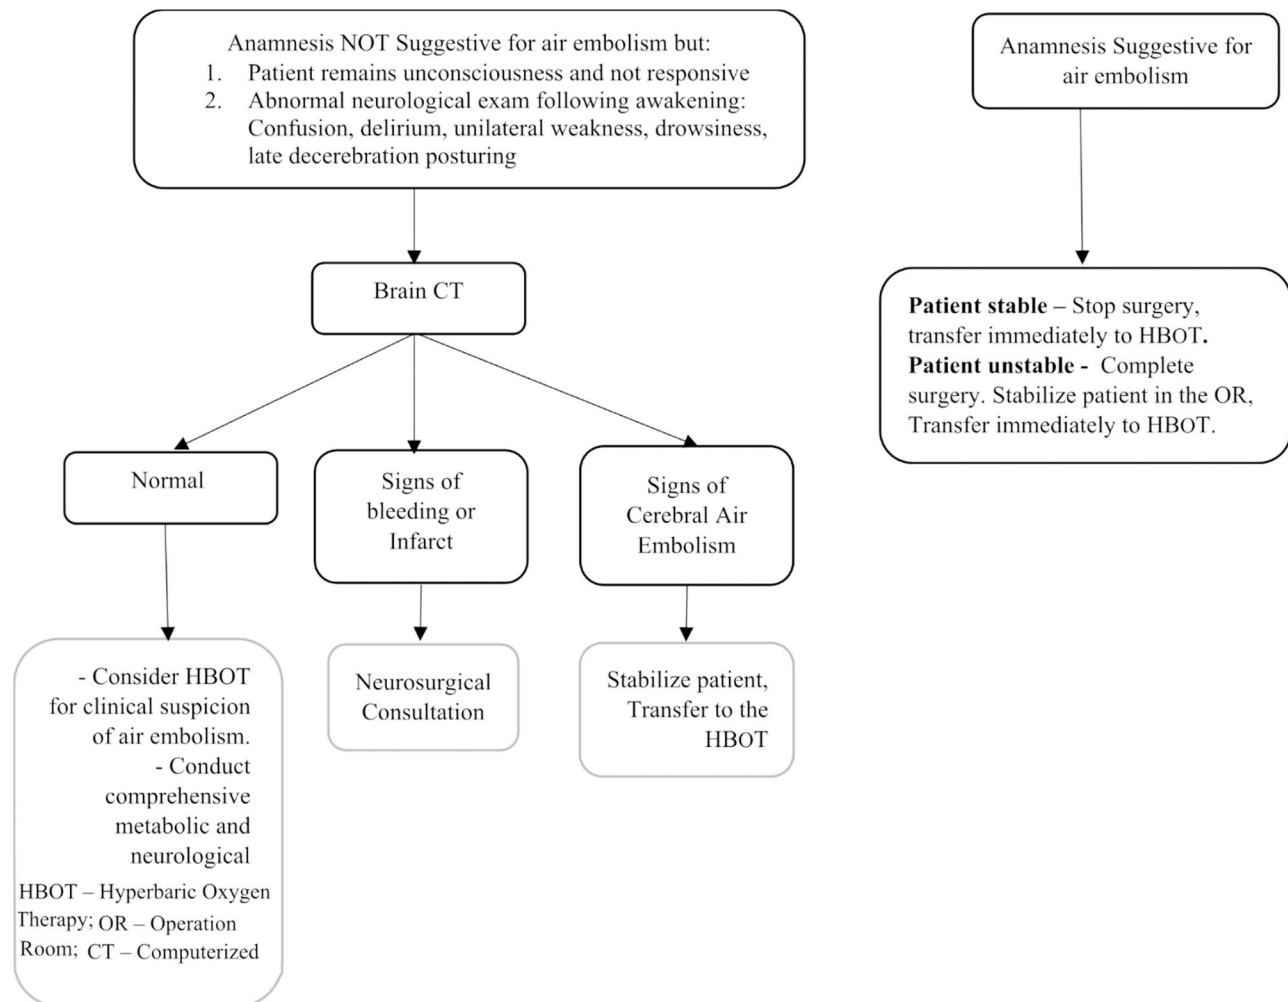 Anamnesis NOT Suggestive for air embolism but:
1. Patient remains unconsciousness and not responsive
2. Abnormal neurological exam following awakening:
Confusion, delirium, unilateral weakness, drowsiness,
late decerebration posturing
Anamnesis Suggestive for
air embolism
Brain CT
Patient stable – Stop surgery,
transfer immediately to HBOT.
Patient unstable - Complete
surgery. Stabilize patient in the OR,
Transfer immediately to HBOT.
Normal
Signs of
bleeding or
Infarct
Signs of
Cerebral Air
Embolism
- Consider HBOT
for clinical suspicion
of air embolism.
- Conduct
comprehensive
metabolic and
neurological
HBOT – Hyperbaric Oxygen
Therapy; OR – Operation
Room; CT – Computerized
Neurosurgical
Consultation
Stabilize patient,
Transfer to the
HBOT